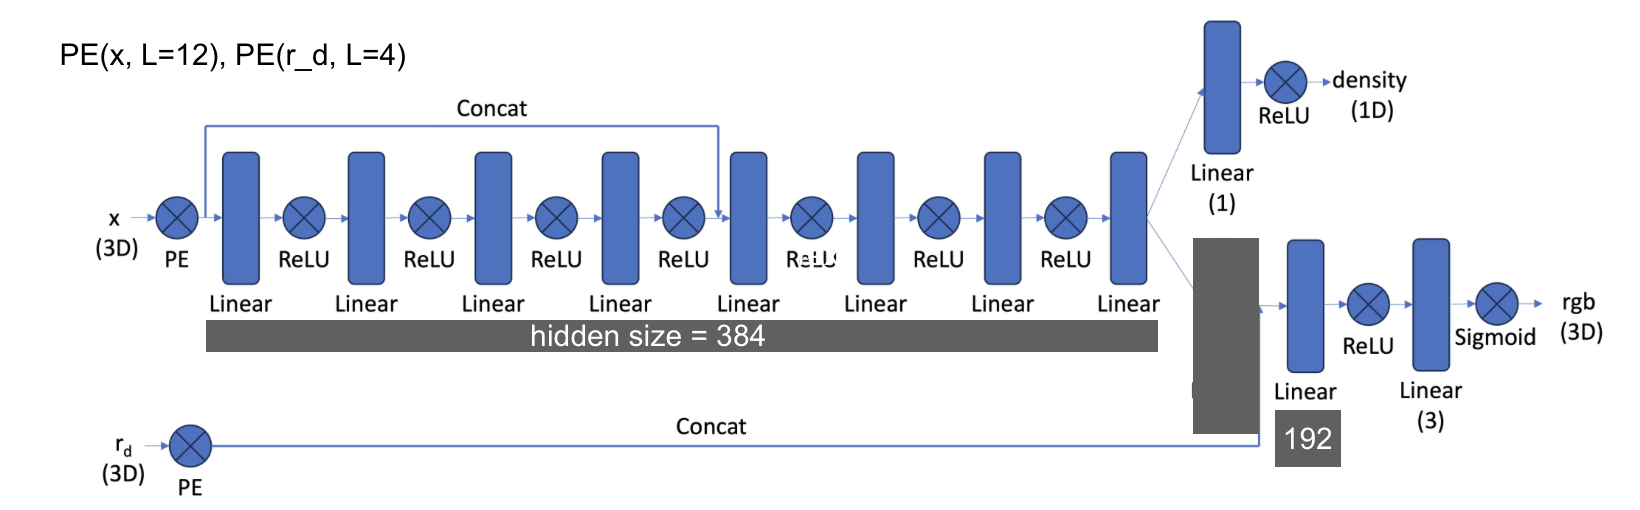 PE(x, L=12), PE(r_d, L=4)
Concat
x
(3D)
PE
Linear
ReLU
Linear
ReLU
Linear
ReLU
Linear
ReLU
Linear
ReLU
Linear
ReLU
Linear
ReLU
Linear
hidden size = 384
Linear
(1)
ReLU
density
(1D)
Linear
192
ReLU
Linear
(3)
Sigmoid
rgb
(3D)
r_d
(3D)
PE
Concat